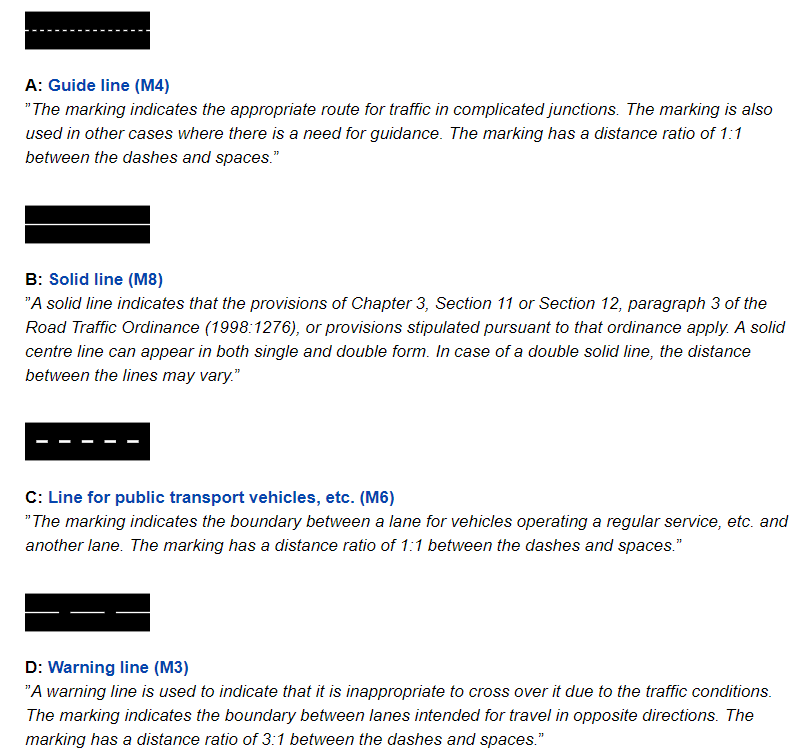 A: Guide line (M4)
”The marking indicates the appropriate route for traffic in complicated junctions. The marking is also
used in other cases where there is a need for guidance. The marking has a distance ratio of 1:1
between the dashes and spaces.”
B: Solid line (M8)
”A solid line indicates that the provisions of Chapter 3, Section 11 or Section 12, paragraph 3 of the
Road Traffic Ordinance (1998:1276), or provisions stipulated pursuant to that ordinance apply. A solid
centre line can appear in both single and double form. In case of a double solid line, the distance
between the lines may vary.”
C: Line for public transport vehicles, etc. (M6)
”The marking indicates the boundary between a lane for vehicles operating a regular service, etc. and
another lane. The marking has a distance ratio of 1:1 between the dashes and spaces.”
D: Warning line (M3)
”A warning line is used to indicate that it is inappropriate to cross over it due to the traffic conditions.
The marking indicates the boundary between lanes intended for travel in opposite directions. The
marking has a distance ratio of 3:1 between the dashes and spaces.”